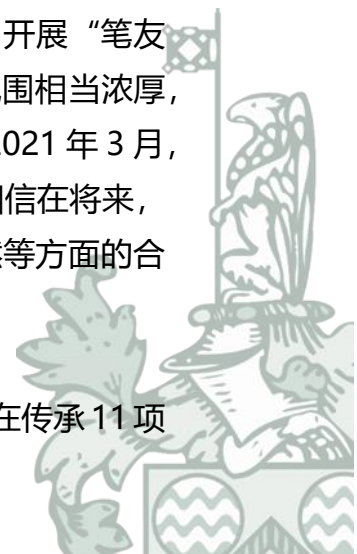 开展“笔友
围相当浓厚，
2021 年 3 月，
相信在将来，
等方面的合
在传承 11 项